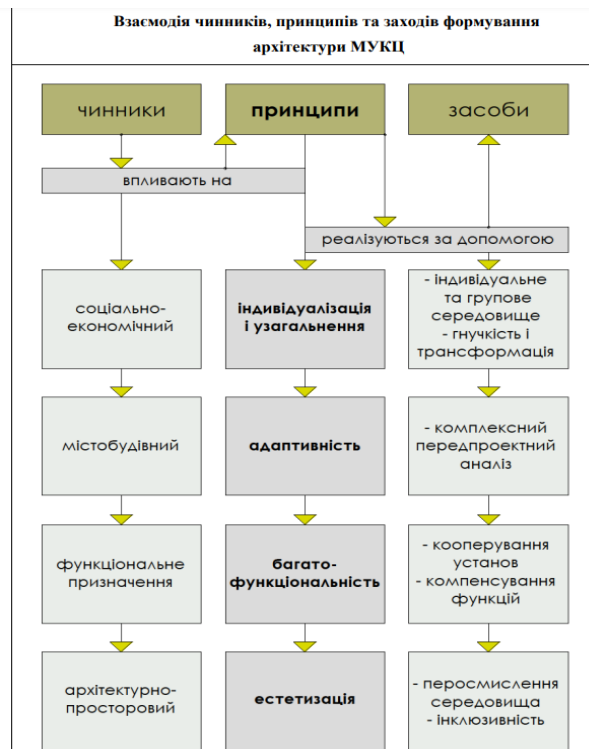 Взаємодія чинників, принципів та заходів формування
архітектури МУКЦ
чинники
принципи
засоби
впливають на
реалізуються за допомогою
соціально-
економічний
індивідуалізація
і узагальнення
- індивідуальне
та групове
середовище
- гнучкість і
трансформація
містобудівний
адаптивність
- комплексний
передпроектний
аналіз
функціональне
призначення
багато-
функціональність
- кооперування
установ
- компенсування
функцій
архітектурно-
просторовий
естетизація
- перосмислення
середовища
- інклюзивність